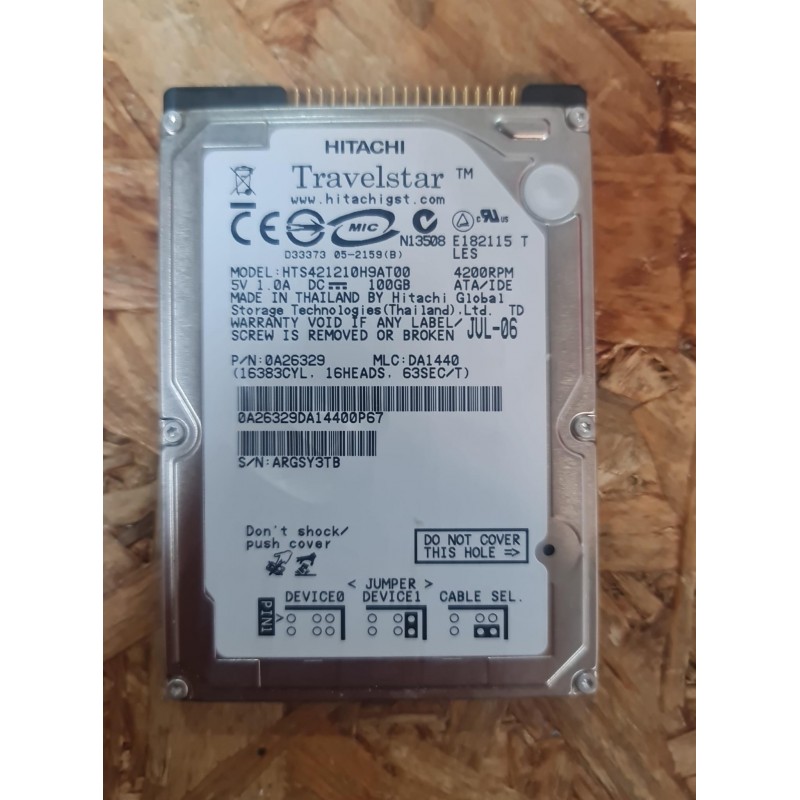 HITACHI
Travelstar ™
www.hitachigst.com
CE MIC N13508 c UR us E182115 T
D33373 05-2159(B) LES
MODEL: HTS421210H9AT00 4200RPM
5V 1.0A DC 100GB ATA/IDE
MADE IN THAILAND BY Hitachi Global
Storage Technologies(Thailand).Ltd. TD
WARRANTY VOID IF ANY LABEL/ JUL-06
SCREW IS REMOVED OR BROKEN
P/N: 0A26329 MLC: DA1440
(16383CYL. 16HEADS. 63SEC/T)
0A26329DA14400P67
S/N: ARGSY3TB
Don't shock/
push cover
DO NOT COVER
THIS HOLE =>
< JUMPER >
DEVICE0 DEVICE1 CABLE SEL.
PIN1 >